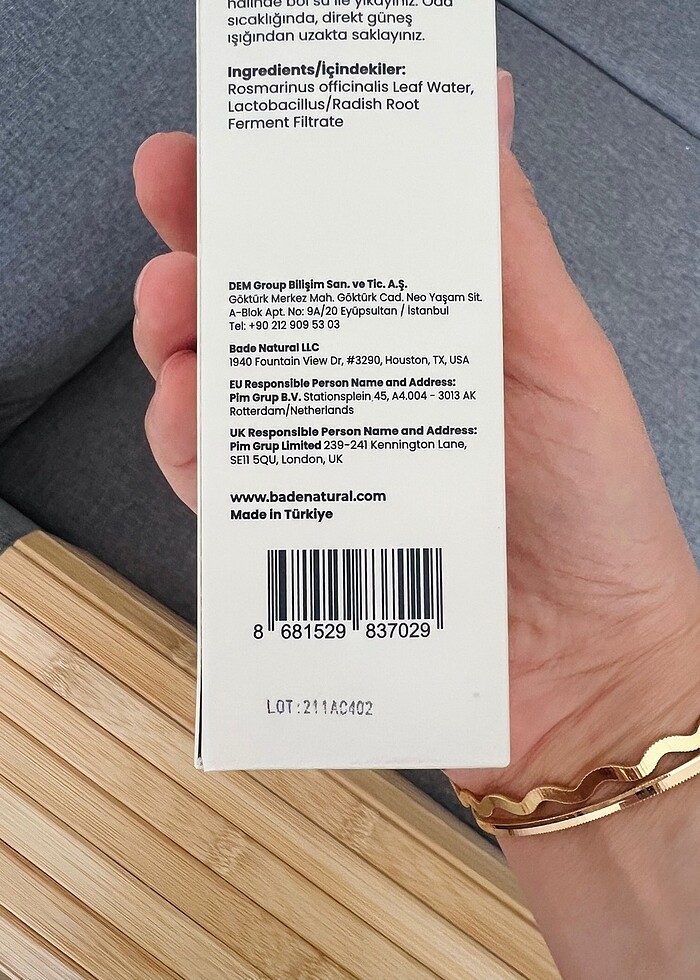 halinde bol su ile yıkayınız. Oda
sıcaklığında, direkt güneş
ışığından uzakta saklayınız.
Ingredients/İçindekiler:
Rosmarinus officinalis Leaf Water,
Lactobacillus/Radish Root
Ferment Filtrate
DEM Group Bilişim San. ve Tic. A.Ş.
Göktürk Merkez Mah. Göktürk Cad. Neo Yaşam Sit.
A-Blok Apt. No: 9A/20 Eyüpsultan / İstanbul
Tel: +90 212 909 53 03
Bade Natural LLC
1940 Fountain View Dr, #3290, Houston, TX, USA
EU Responsible Person Name and Address:
Pim Grup B.V. Stationsplein 45, A4.004 - 3013 AK
Rotterdam/Netherlands
UK Responsible Person Name and Address:
Pim Grup Limited 239-241 Kennington Lane,
SE11 5QU, London, UK
www.badenatural.com
Made in Türkiye
8 681529 837029
LOT:211AC402